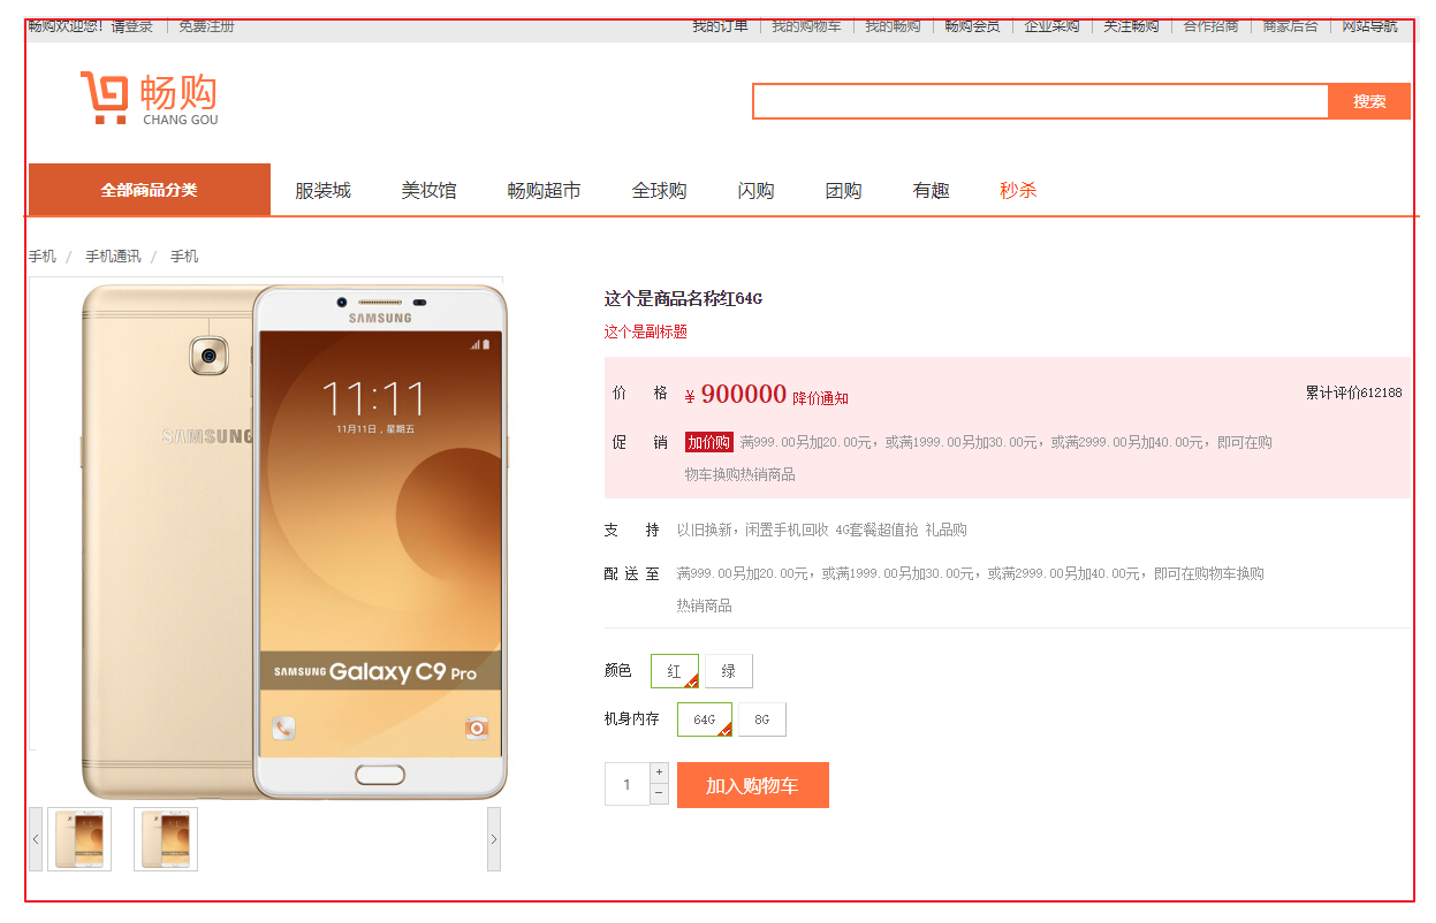 畅购欢迎您！请登录 免费注册 我的订单 我的购物车 我的畅购 畅购会员 企业采购 关注畅购 合作招商 商家后台 网站导航
畅购
CHANG GOU
搜索
全部商品分类 服装城 美妆馆 畅购超市 全球购 闪购 团购 有趣 秒杀
手机 / 手机通讯 / 手机
SAMSUNG
SAMSUNG
11:11
11月11日，星期五
SAMSUNG Galaxy C9 Pro
这个是商品名称红64G
这个是副标题
价 格 ¥ 900000 降价通知 累计评价612188
促 销 加价购 满999.00另加20.00元，或满1999.00另加30.00元，或满2999.00另加40.00元，即可在购
物车换购热销商品
支 持 以旧换新，闲置手机回收 4G套餐超值抢 礼品购
配 送 至 满999.00另加20.00元，或满1999.00另加30.00元，或满2999.00另加40.00元，即可在购物车换购
热销商品
颜色 红 绿
机身内存 64G 8G
1 + - 加入购物车
< >